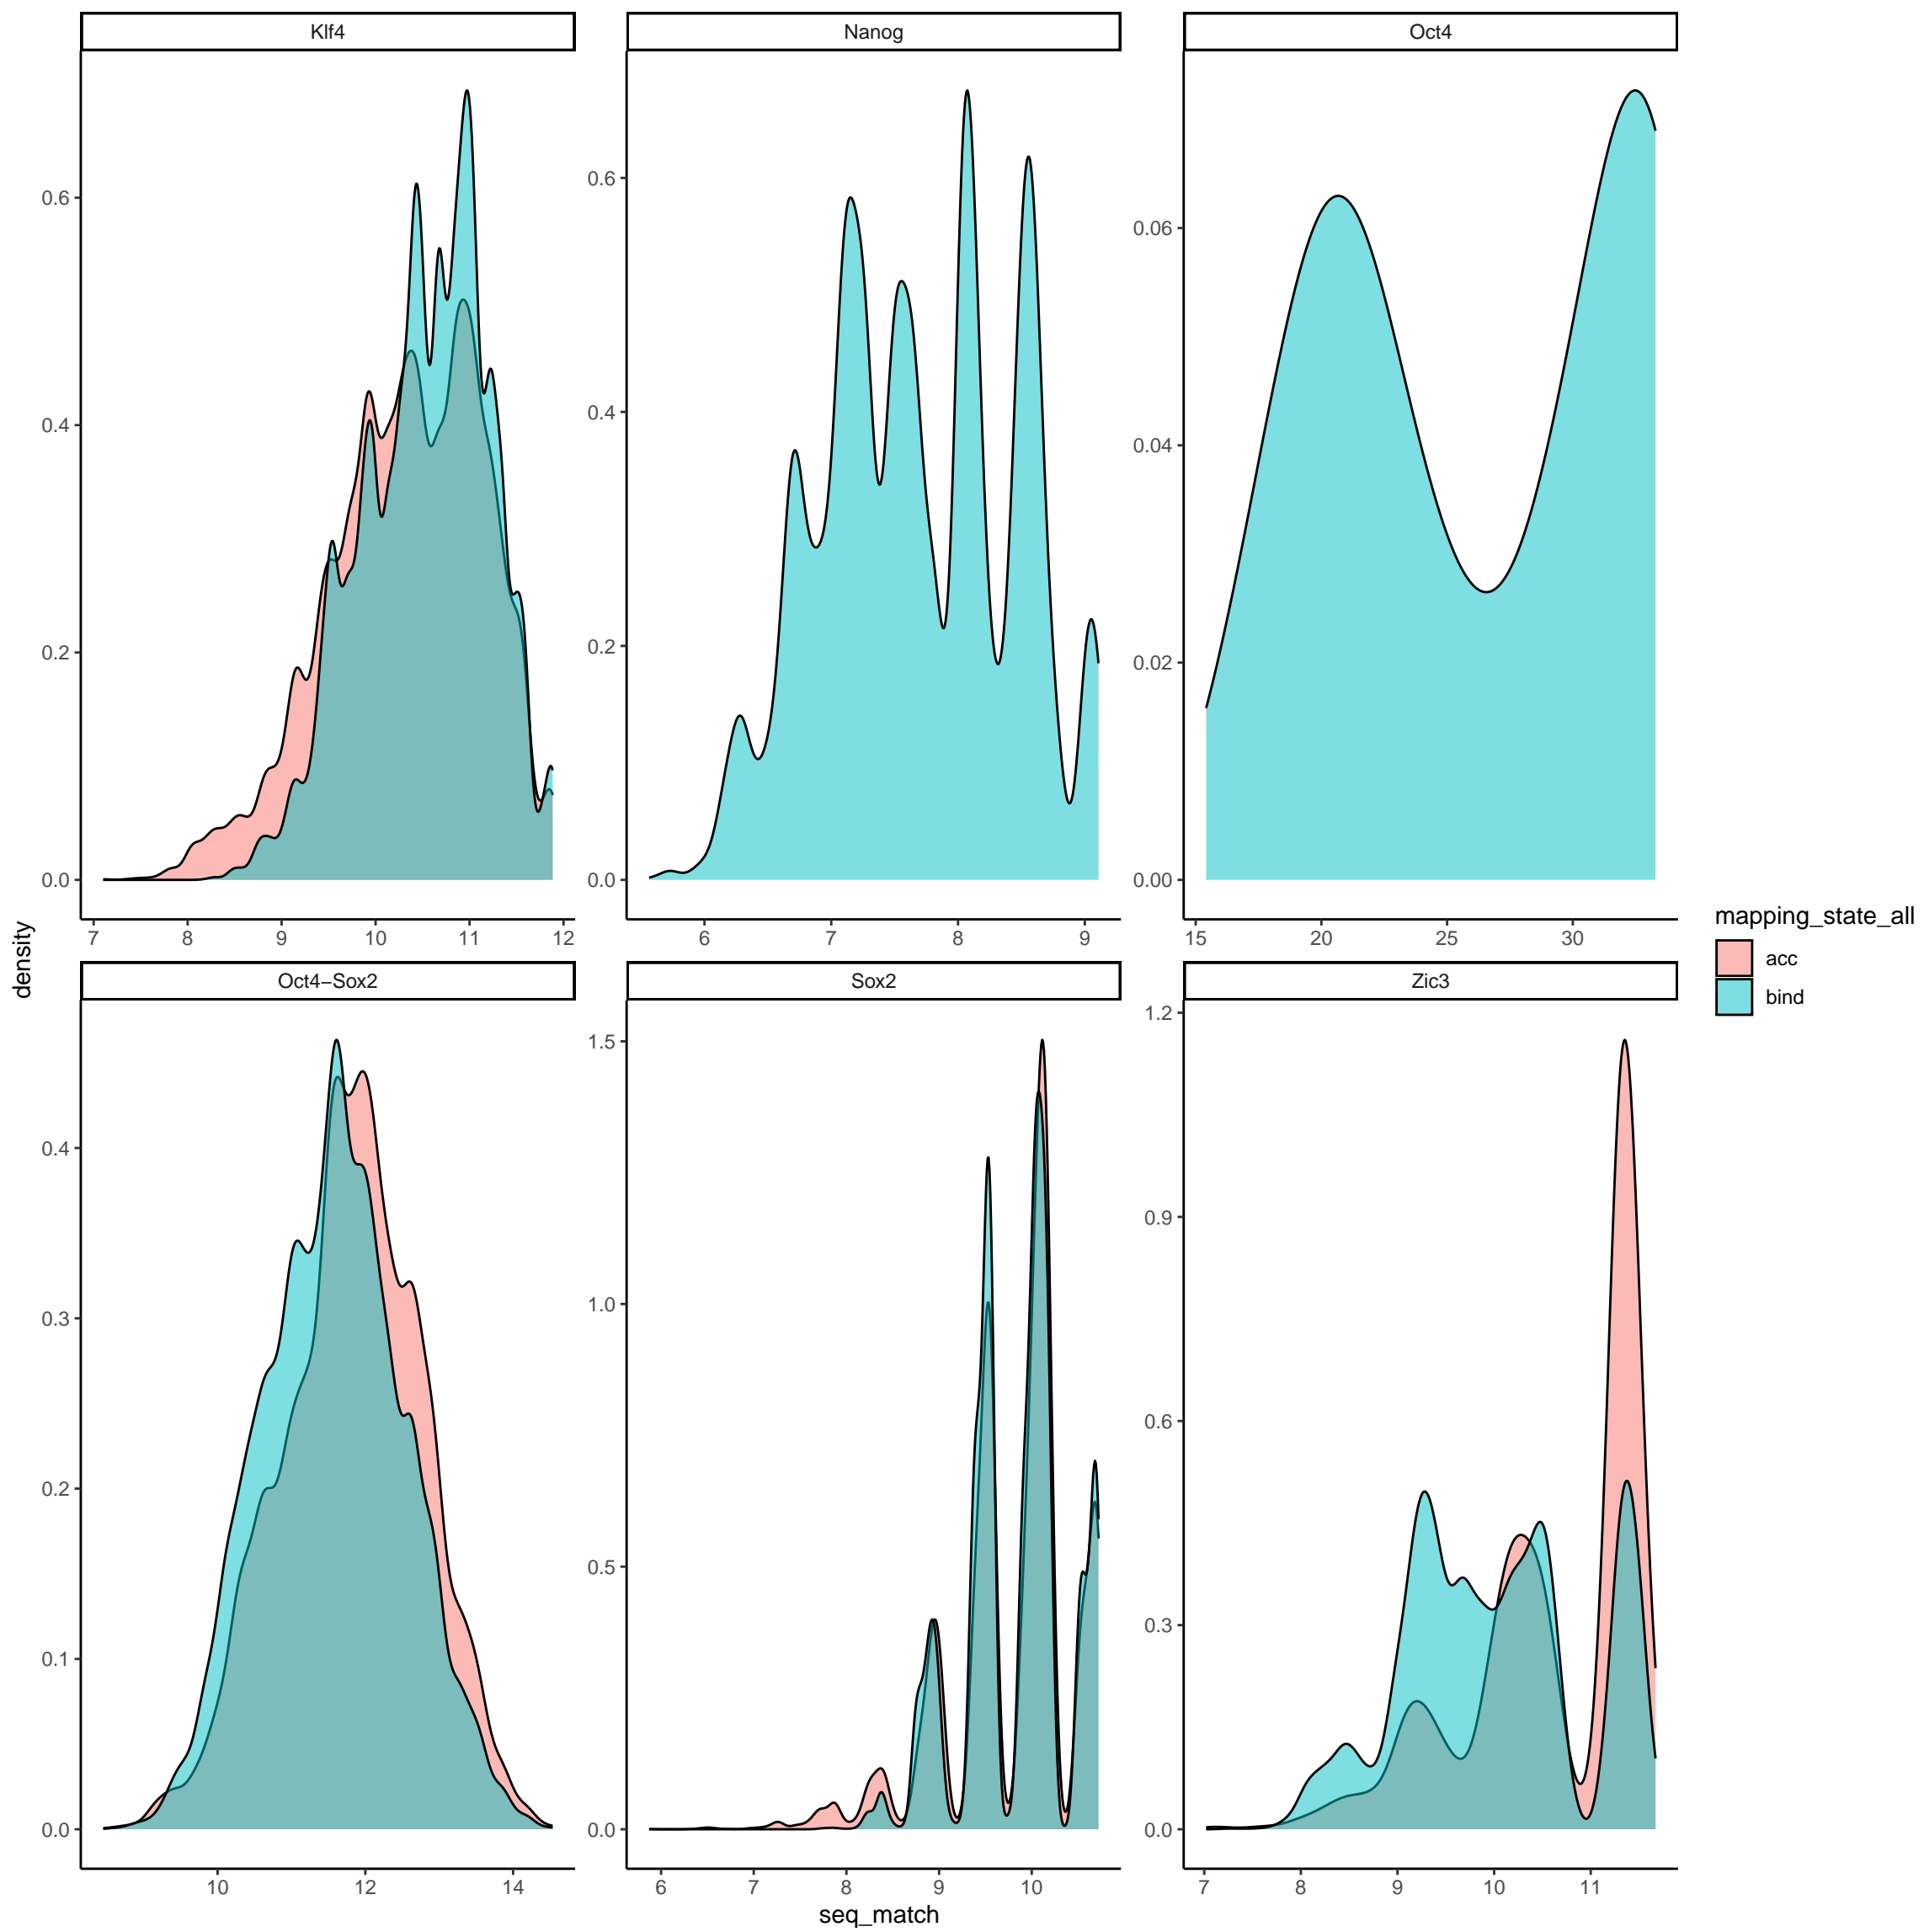 Klf4
Nanog
Oct4
0.6
0.4
0.2
0.0
7 8 9 10 11 12
0.6
0.4
0.2
0.0
6 7 8 9
0.06
0.04
0.02
0.00
15 20 25 30
density
Oct4−Sox2
Sox2
Zic3
0.4
0.3
0.2
0.1
0.0
10 12 14
1.5
1.0
0.5
0.0
6 7 8 9 10
1.2
0.9
0.6
0.3
0.0
7 8 9 10 11
seq_match
mapping_state_all
acc
bind